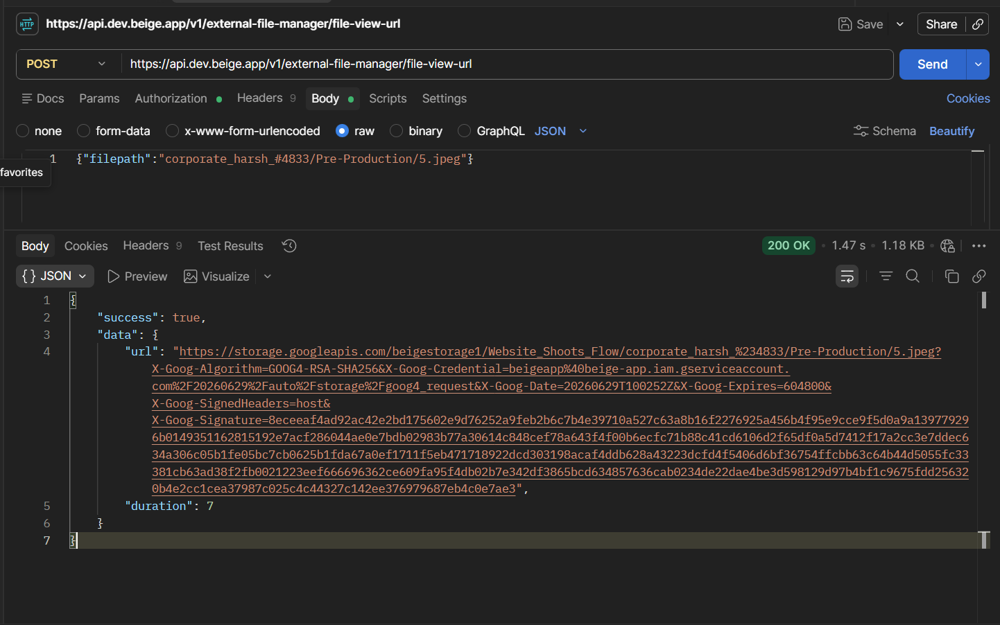 HTTP https://api.dev.beige.app/v1/external-file-manager/file-view-url Save Share
POST https://api.dev.beige.app/v1/external-file-manager/file-view-url Send
Docs Params Authorization Headers 9 Body Scripts Settings Cookies
none form-data x-www-form-urlencoded raw binary GraphQL JSON Schema Beautify
1 {"filepath":"corporate_harsh_#4833/Pre-Production/5.jpeg"}
favorites
Body Cookies Headers 9 Test Results 200 OK • 1.47 s • 1.18 KB •
{} JSON Preview Visualize
1 {
2 "success": true,
3 "data": {
4 "url": "https://storage.googleapis.com/beigestorage1/Website_Shoots_Flow/corporate_harsh_%234833/Pre-Production/5.jpeg?
X-Goog-Algorithm=GOOG4-RSA-SHA256&X-Goog-Credential=beigeapp%40beige-app.iam.gserviceaccount.
com%2F20260629%2Fauto%2Fstorage%2Fgoog4_request&X-Goog-Date=20260629T100252Z&X-Goog-Expires=604800&
X-Goog-SignedHeaders=host&
X-Goog-Signature=8eceeaf4ad92ac42e2bd175602e9d76252a9feb2b6c7b4e39710a527c63a8b16f2276925a456b4f95e9cce9f5d0a9a13977929
6b0149351162815192e7acf286044ae0e7bdb02983b77a30614c848cef78a643f4f00b6ecfc71b88c41cd6106d2f65df0a5d7412f17a2cc3e7ddec6
34a306c05b1fe05bc7cb0625b1fda67a0ef1711f5eb471718922dcd303198acaf4ddb628a43223dcfd4f5406d6bf36754ffcbb63c64b44d5055fc33
381cb63ad38f2fb0021223eef666696362ce609fa95f4db02b7e342df3865bcd634857636cab0234de22dae4be3d598129d97b4bf1c9675fdd25632
0b4e2cc1cea37987c025c4c44327c142ee376979687eb4c0e7ae3",
5 "duration": 7
6 }
7 }